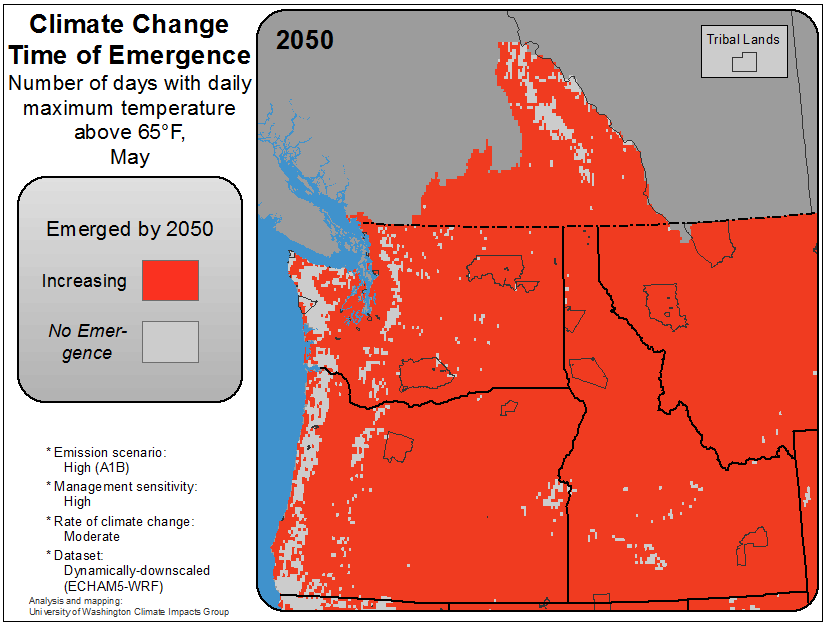 Climate Change
Time of Emergence
Number of days with daily
maximum temperature
above 65°F,
May
Emerged by 2050
Increasing
No Emer-
gence
* Emission scenario:
High (A1B)
* Management sensitivity:
High
* Rate of climate change:
Moderate
* Dataset:
Dynamically-downscaled
(ECHAM5-WRF)
Analysis and mapping:
University of Washington Climate Impacts Group
2050
Tribal Lands